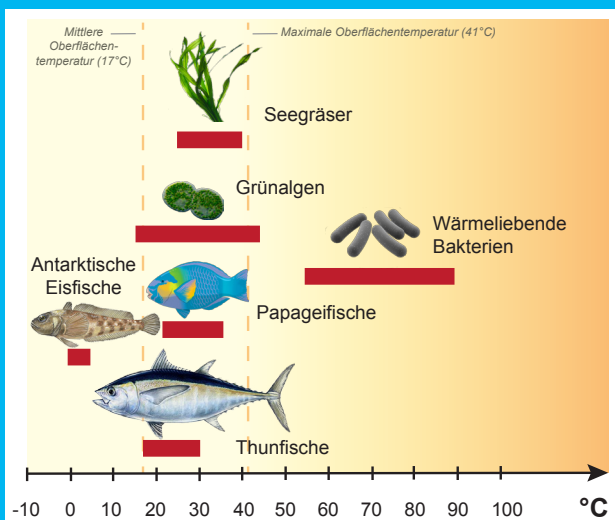 Mittlere
Oberflächen-
temperatur (17°C)
Maximale Oberflächentemperatur (41°C)
Seegräser
Grünalgen
Wärmeliebende
Bakterien
Antarktische
Eisfische
Papageifische
Thunfische
-10 0 10 20 30 40 50 60 70 80 90 100 °C